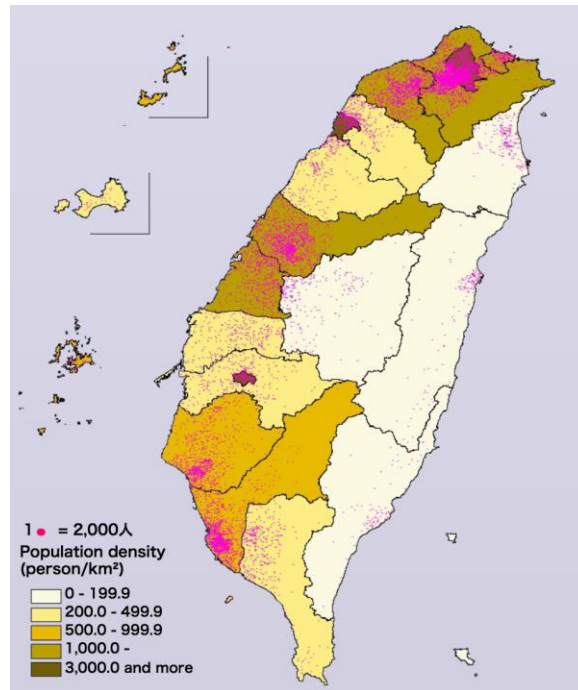 1 = 2,000人
Population density
(person/km²)
0 - 199.9
200.0 - 499.9
500.0 - 999.9
1,000.0 -
3,000.0 and more